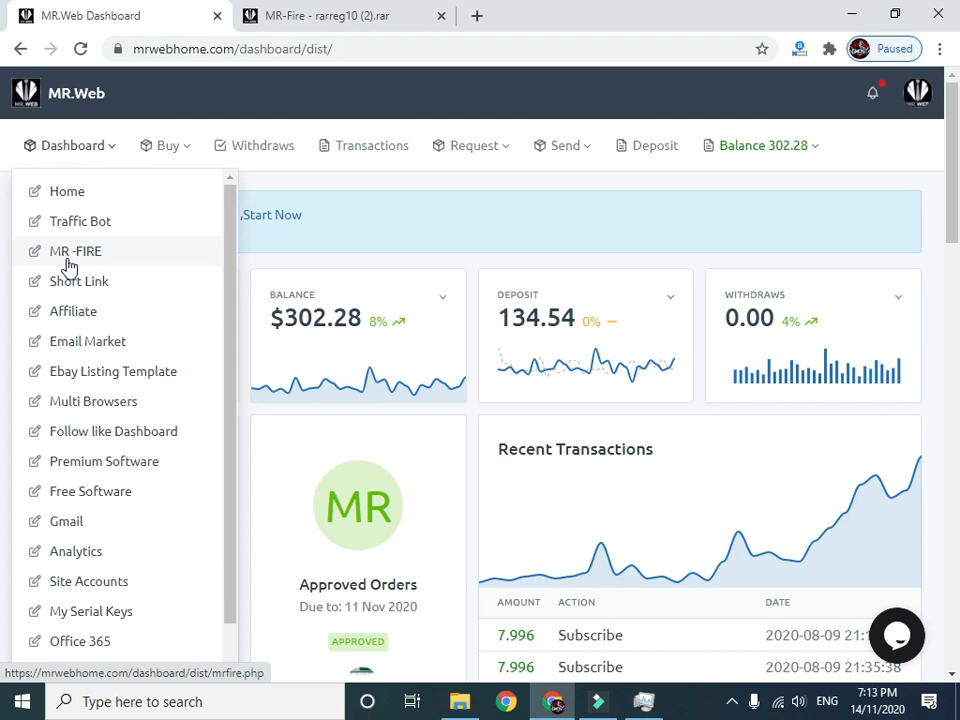 MR.Web Dashboard
MR-Fire - rarreg10 (2).rar
mrwebhome.com/dashboard/dist/
Paused
MR.Web
Dashboard
Buy
Withdraws
Transactions
Request
Send
Deposit
Balance 302.28
Home
Traffic Bot
MR -FIRE
Short Link
Affiliate
Email Market
Ebay Listing Template
Multi Browsers
Follow like Dashboard
Premium Software
Free Software
Gmail
Analytics
Site Accounts
My Serial Keys
Office 365
,Start Now
BALANCE
$302.28 8%
DEPOSIT
134.54 0%
WITHDRAWS
0.00 4%
MR
Approved Orders
Due to: 11 Nov 2020
APPROVED
Recent Transactions
AMOUNT ACTION DATE
7.996 Subscribe
7.996 Subscribe 2020-08-09 21:35:38
https://mrwebhome.com/dashboard/dist/mrfire.php
Type here to search
ENG
7:13 PM
14/11/2020